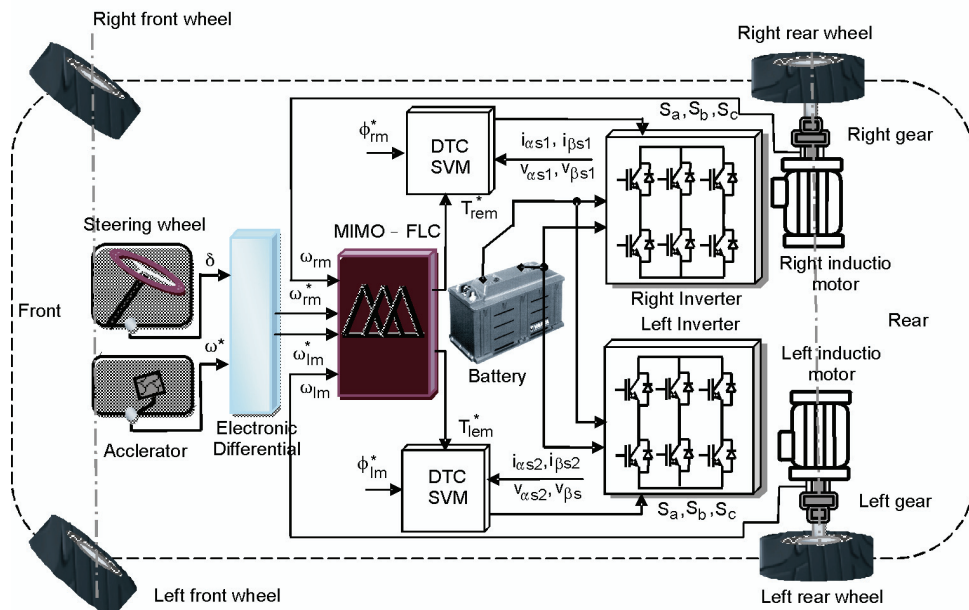 Right front wheel
Right rear wheel
S_a, S_b, S_c
ϕ*_rm
DTC
SVM
i_αs1, i_βs1
v_αs1, v_βs1
Right gear
T*_rem
Steering wheel
MIMO – FLC
δ
ω_rm
ω*_rm
Right inductio
motor
Right Inverter
Front
Rear
Left Inverter
ω*
ω*_lm
ω_lm
Battery
Left inductio
motor
Acclerator
Electronic
Differential
T*_lem
ϕ*_lm
DTC
SVM
i_αs2, i_βs2
v_αs2, v_βs
S_a, S_b, S_c
Left gear
Left front wheel
Left rear wheel